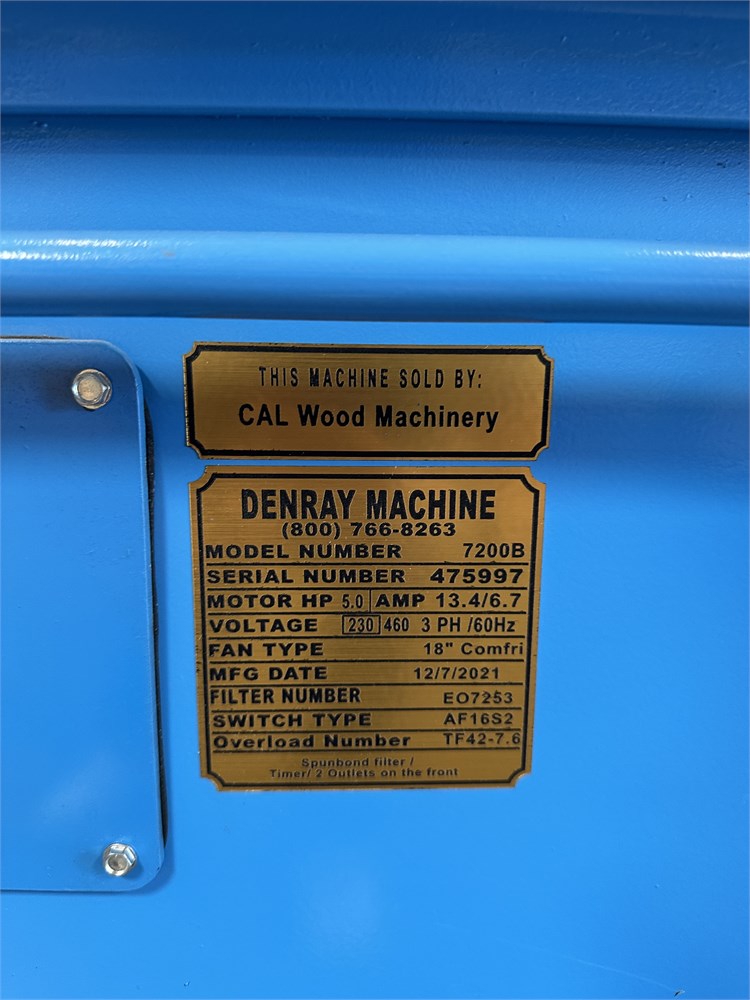 THIS MACHINE SOLD BY:
CAL Wood Machinery
DENRAY MACHINE
(800) 766-8263
MODEL NUMBER 7200B
SERIAL NUMBER 475997
MOTOR HP 5.0 AMP 13.4/6.7
VOLTAGE 230 460 3 PH /60Hz
FAN TYPE 18" Comfri
MFG DATE 12/7/2021
FILTER NUMBER EO7253
SWITCH TYPE AF16S2
Overload Number TF42-7.6
Spunbond filter /
Timer/ 2 Outlets on the front